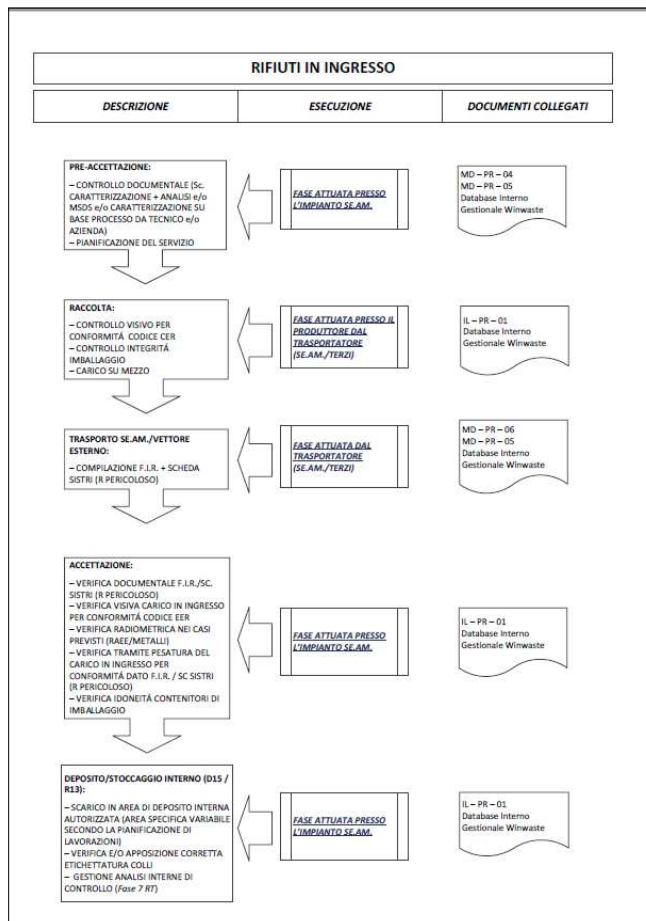 RIFIUTI IN INGRESSO
DESCRIZIONE
ESECUZIONE
DOCUMENTI COLLEGATI
PRE-ACCETTAZIONE:
– CONTROLLO DOCUMENTALE (Sc.
CARATTERIZZAZIONE + ANALISI e/o
MSDS e/o CARATTERIZZAZIONE SU
BASE PROCESSO DA TECNICO e/o
AZIENDA)
– PIANIFICAZIONE DEL SERVIZIO
FASE ATTUATA PRESSO
L'IMPIANTO SE.AM.
MD – PR – 04
MD – PR – 05
Database Interno
Gestionale Winwaste
RACCOLTA:
– CONTROLLO VISIVO PER
CONFORMITÁ CODICE CER
– CONTROLLO INTEGRITÁ
IMBALLAGGIO
– CARICO SU MEZZO
FASE ATTUATA PRESSO IL
PRODUTTORE DAL
TRASPORTATORE
(SE.AM./TERZI)
IL – PR – 01
Database Interno
Gestionale Winwaste
TRASPORTO SE.AM./VETTORE
ESTERNO:
– COMPILAZIONE F.I.R. + SCHEDA
SISTRI (R PERICOLOSO)
FASE ATTUATA DAL
TRASPORTATORE
(SE.AM./TERZI)
MD – PR – 06
MD – PR – 05
Database Interno
Gestionale Winwaste
ACCETTAZIONE:
– VERIFICA DOCUMENTALE F.I.R./SC.
SISTRI (R PERICOLOSO)
– VERIFICA VISIVA CARICO IN INGRESSO
PER CONFORMITÁ CODICE EER
– VERIFICA RADIOMETRICA NEI CASI
PREVISTI (RAEE/METALLI)
– VERIFICA TRAMITE PESATURA DEL
CARICO IN INGRESSO PER
CONFORMITÁ DATO F.I.R. / SC SISTRI
(R PERICOLOSO)
– VERIFICA IDONEITÁ CONTENITORI DI
IMBALLAGGIO
FASE ATTUATA PRESSO
L'IMPIANTO SE.AM.
IL – PR – 01
Database Interno
Gestionale Winwaste
DEPOSITO/STOCCAGGIO INTERNO (D15 /
R13):
– SCARICO IN AREA DI DEPOSITO INTERNA
AUTORIZZATA (AREA SPECIFICA VARIABILE
SECONDO LA PIANIFICAZIONE DI
LAVORAZIONI)
– VERIFICA E/O APPOSIZIONE CORRETTA
ETICHETTATURA COLLI
– GESTIONE ANALISI INTERNE DI
CONTROLLO (Fase 7 RT)
FASE ATTUATA PRESSO
L'IMPIANTO SE.AM.
IL – PR – 01
Database Interno
Gestionale Winwaste